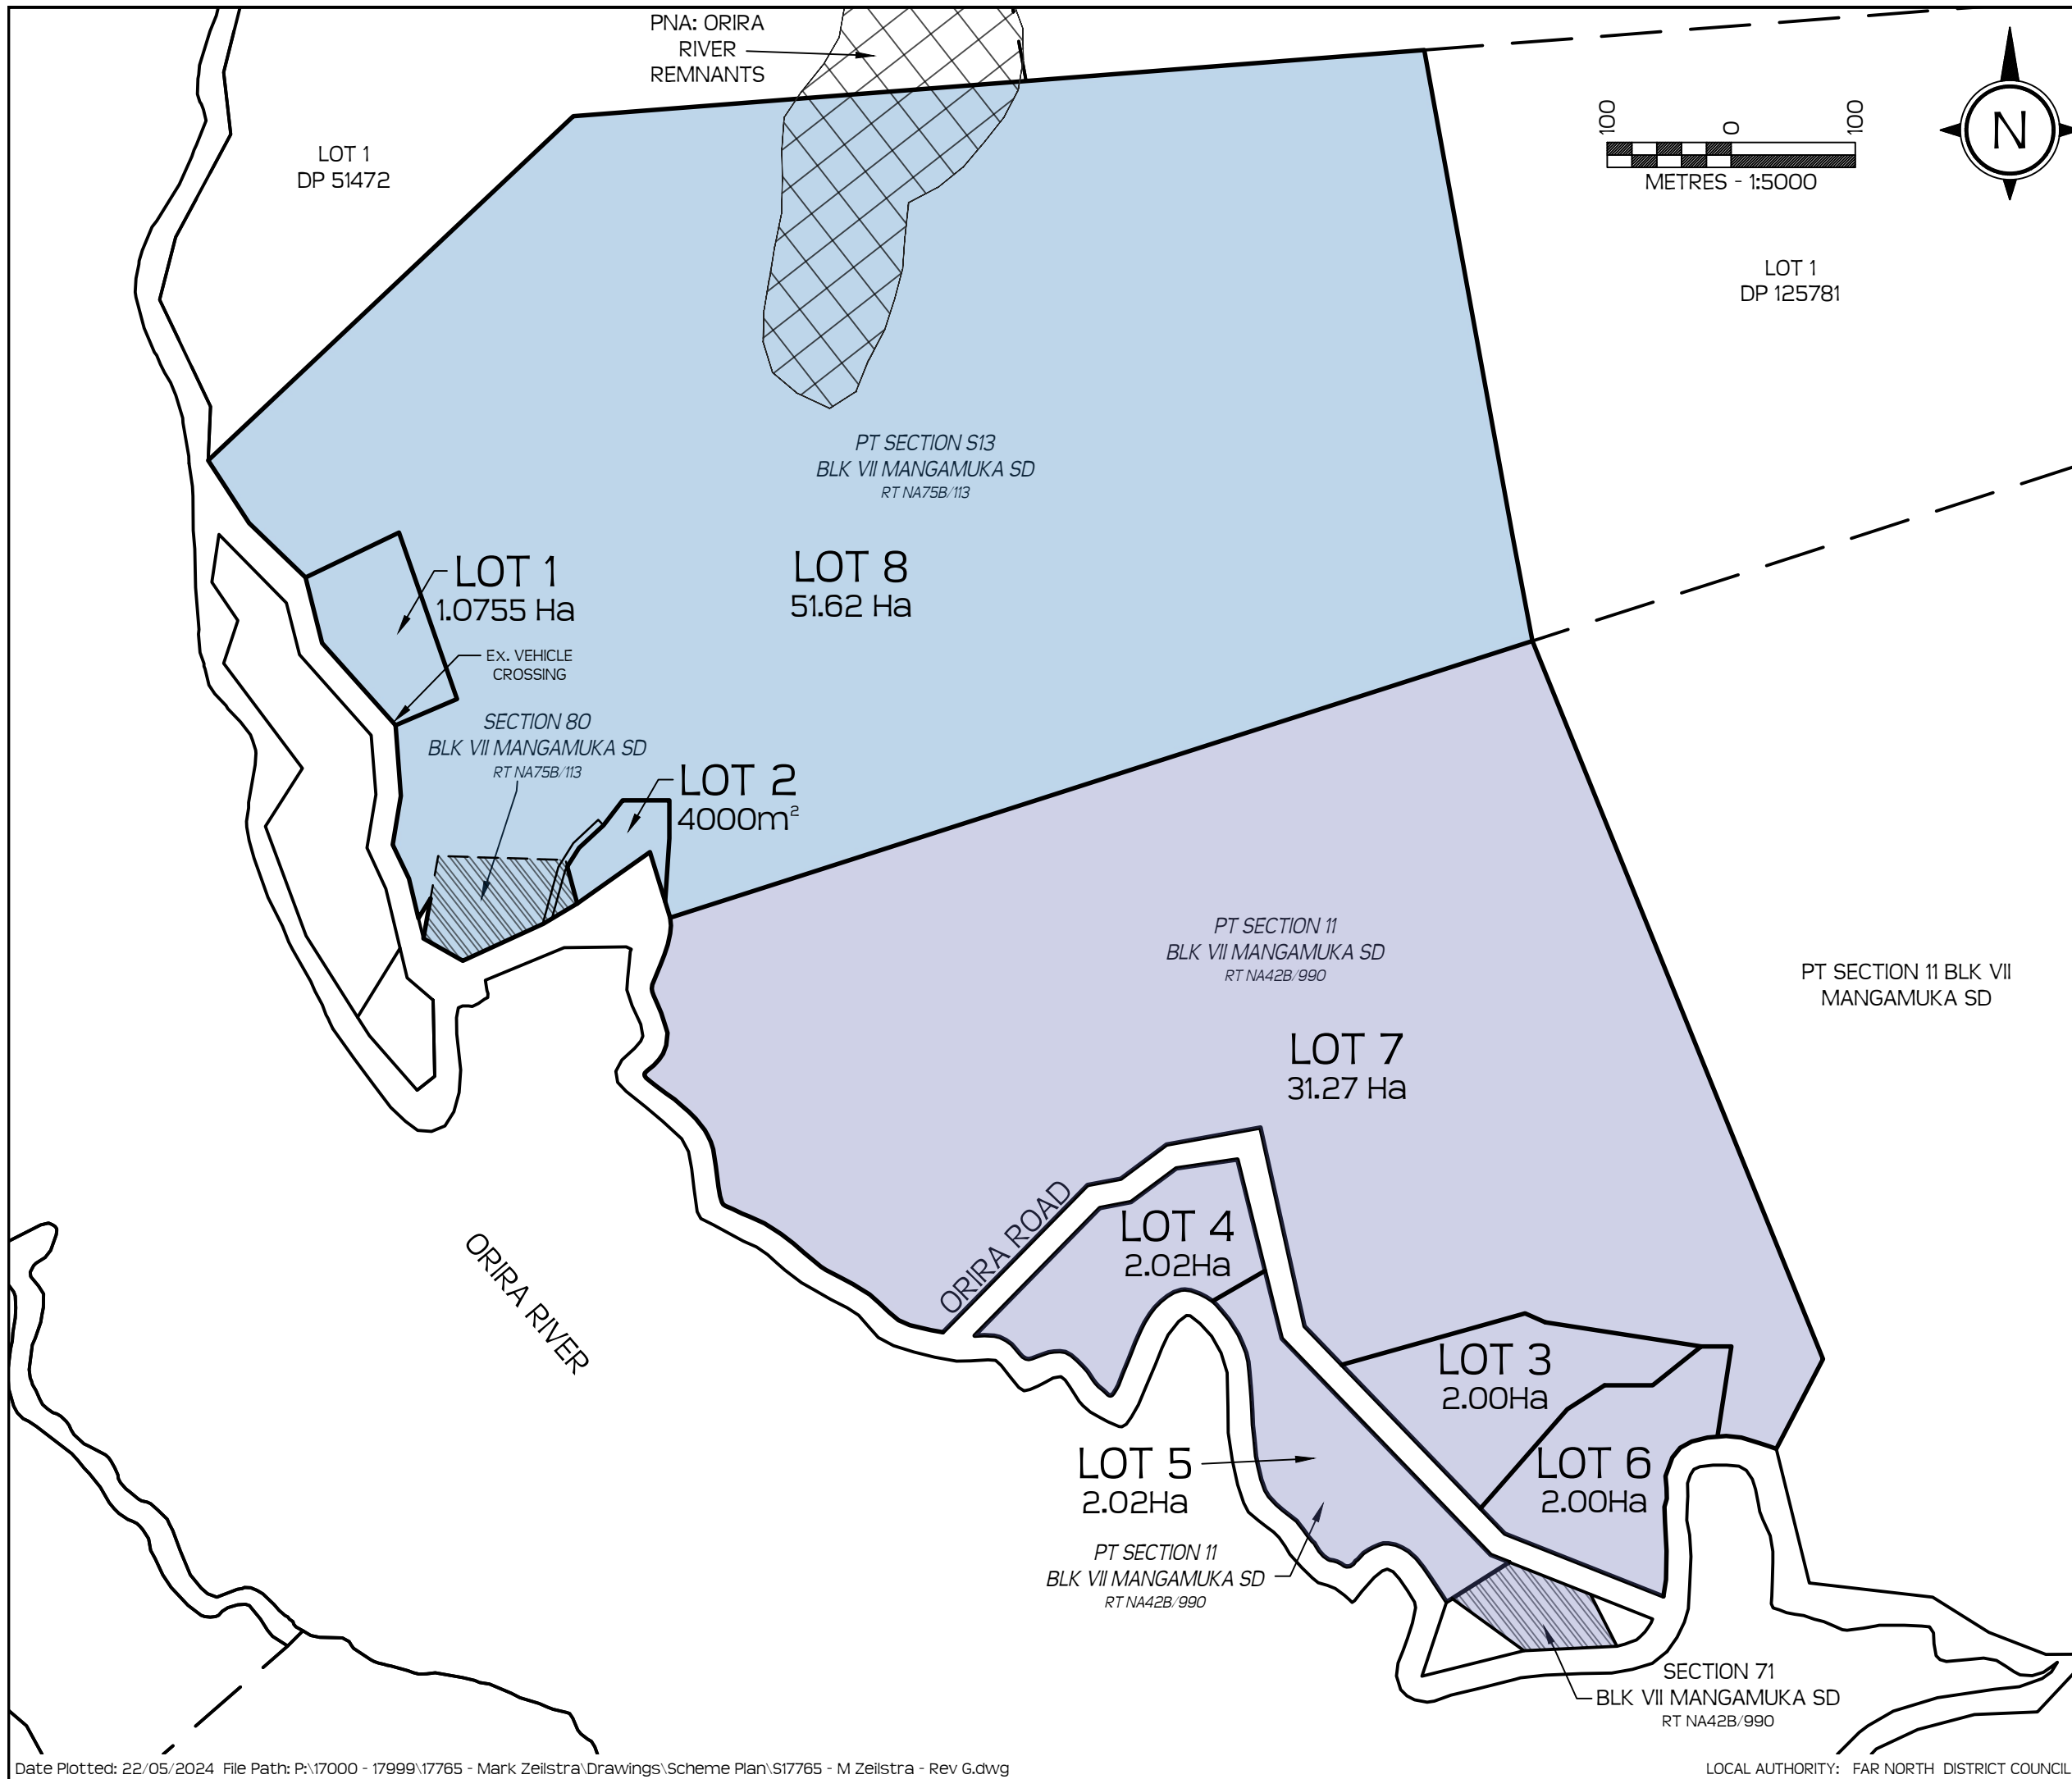 PNA: ORIRA
RIVER
REMNANTS
LOT 1
DP 51472
100
0
100
METRES - 1:5000
N
LOT 1
DP 125781
PT SECTION S13
BLK VII MANGAMUKA SD
RT NA75B/113
LOT 1
1.0755 Ha
LOT 8
51.62 Ha
Ex. VEHICLE
CROSSING
SECTION 80
BLK VII MANGAMUKA SD
RT NA75B/113
LOT 2
4000m²
PT SECTION 11
BLK VII MANGAMUKA SD
RT NA42B/990
PT SECTION 11 BLK VII
MANGAMUKA SD
LOT 7
31.27 Ha
ORIRA ROAD
LOT 4
2.02Ha
ORIRA RIVER
LOT 3
2.00Ha
LOT 5
2.02Ha
LOT 6
2.00Ha
PT SECTION 11
BLK VII MANGAMUKA SD
RT NA42B/990
SECTION 71
BLK VII MANGAMUKA SD
RT NA42B/990
Date Plotted: 22/05/2024 File Path: P:\17000 - 17999\17765 - Mark Zeilstra\Drawings\Scheme Plan\S17765 - M Zeilstra - Rev G.dwg
LOCAL AUTHORITY: FAR NORTH DISTRICT COUNCIL